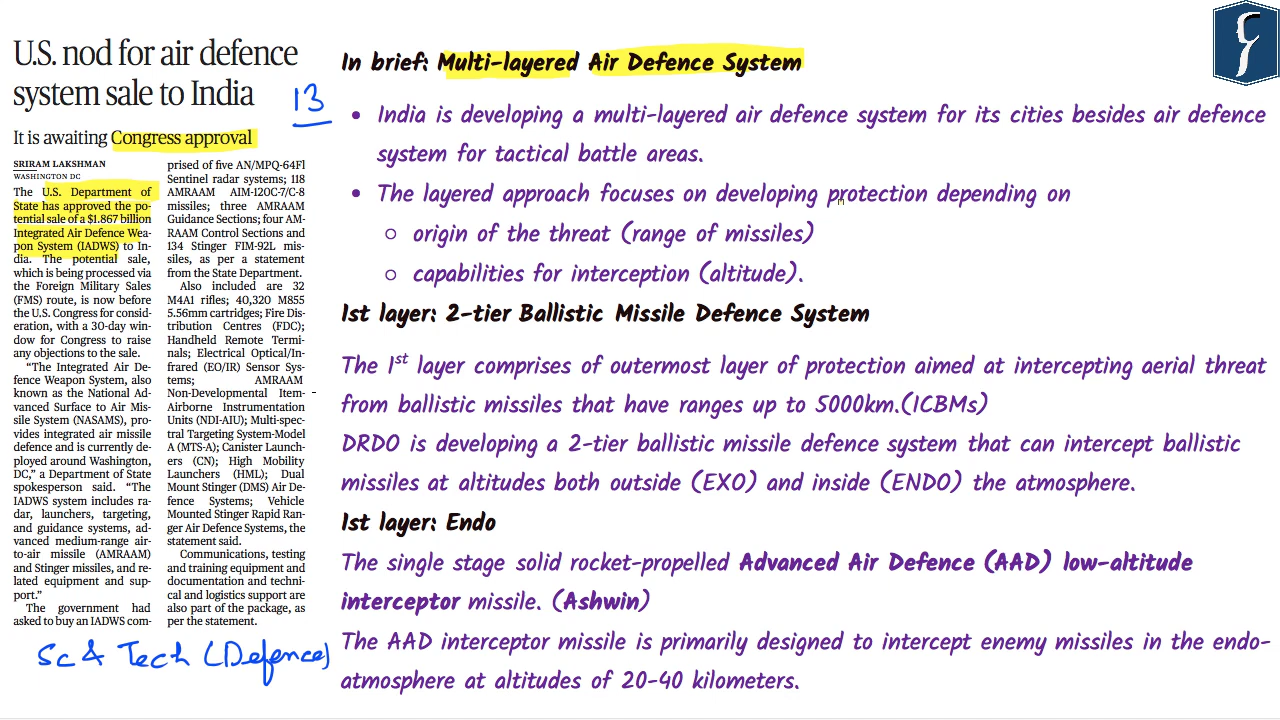 U.S. nod for air defence
system sale to India
13
It is awaiting Congress approval
SRIRAM LAKSHMAN
WASHINGTON DC
The U.S. Department of
State has approved the po-
tential sale of a $1.867 billion
Integrated Air Defence Wea-
pon System (IADWS) to In-
dia. The potential sale,
which is being processed via
the Foreign Military Sales
(FMS) route, is now before
the U.S. Congress for consid-
eration, with a 30-day win-
dow for Congress to raise
any objections to the sale.
“The Integrated Air De-
fence Weapon System, also
known as the National Ad-
vanced Surface to Air Mis-
sile System (NASAMS), pro-
vides integrated air missile
defence and is currently de-
ployed around Washington,
DC,” a Department of State
spokesperson said. “The
IADWS system includes ra-
dar, launchers, targeting,
and guidance systems, ad-
vanced medium-range air-
to-air missile (AMRAAM)
and Stinger missiles, and re-
lated equipment and sup-
port.”
The government had
asked to buy an IADWS com-
prised of five AN/MPQ-64Fl
Sentinel radar systems; 118
AMRAAM AIM-120C-7/C-8
missiles; three AMRAAM
Guidance Sections; four AM-
RAAM Control Sections and
134 Stinger FIM-92L mis-
siles, as per a statement
from the State Department.
Also included are 32
M4A1 rifles; 40,320 M855
5.56mm cartridges; Fire Dis-
tribution Centres (FDC);
Handheld Remote Termi-
nals; Electrical Optical/In-
frared (EO/IR) Sensor Sys-
tems; AMRAAM
Non-Developmental Item-
Airborne Instrumentation
Units (NDI-AIU); Multi-spec-
tral Targeting System-Model
A (MTS-A); Canister Launch-
ers (CN); High Mobility
Launchers (HML); Dual
Mount Stinger (DMS) Air De-
fence Systems; Vehicle
Mounted Stinger Rapid Ran-
ger Air Defence Systems, the
statement said.
Communications, testing
and training equipment and
documentation and techni-
cal and logistics support are
also part of the package, as
per the statement.
Sc & Tech (Defence)
In brief: Multi-layered Air Defence System
• India is developing a multi-layered air defence system for its cities besides air defence
system for tactical battle areas.
• The layered approach focuses on developing protection depending on
○ origin of the threat (range of missiles)
○ capabilities for interception (altitude).
1st layer: 2-tier Ballistic Missile Defence System
The 1st layer comprises of outermost layer of protection aimed at intercepting aerial threat
from ballistic missiles that have ranges up to 5000km.(ICBMs)
DRDO is developing a 2-tier ballistic missile defence system that can intercept ballistic
missiles at altitudes both outside (EXO) and inside (ENDO) the atmosphere.
1st layer: Endo
The single stage solid rocket-propelled Advanced Air Defence (AAD) low-altitude
interceptor missile. (Ashwin)
The AAD interceptor missile is primarily designed to intercept enemy missiles in the endo-
atmosphere at altitudes of 20-40 kilometers.